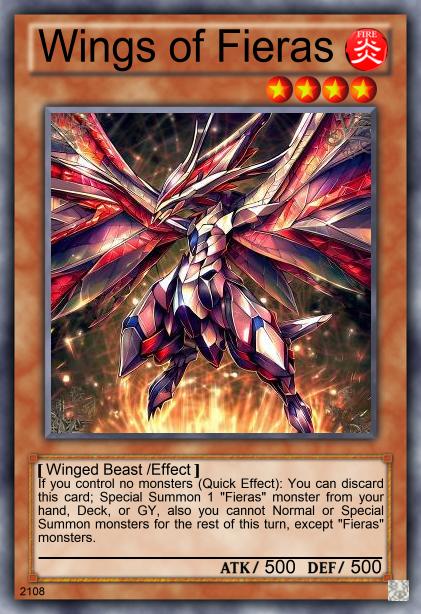 Wings of Fieras
FIRE
炎
[ Winged Beast /Effect ]
If you control no monsters (Quick Effect): You can discard
this card; Special Summon 1 "Fieras" monster from your
hand, Deck, or GY, also you cannot Normal or Special
Summon monsters for the rest of this turn, except "Fieras"
monsters.
ATK/ 500 DEF/ 500
2108